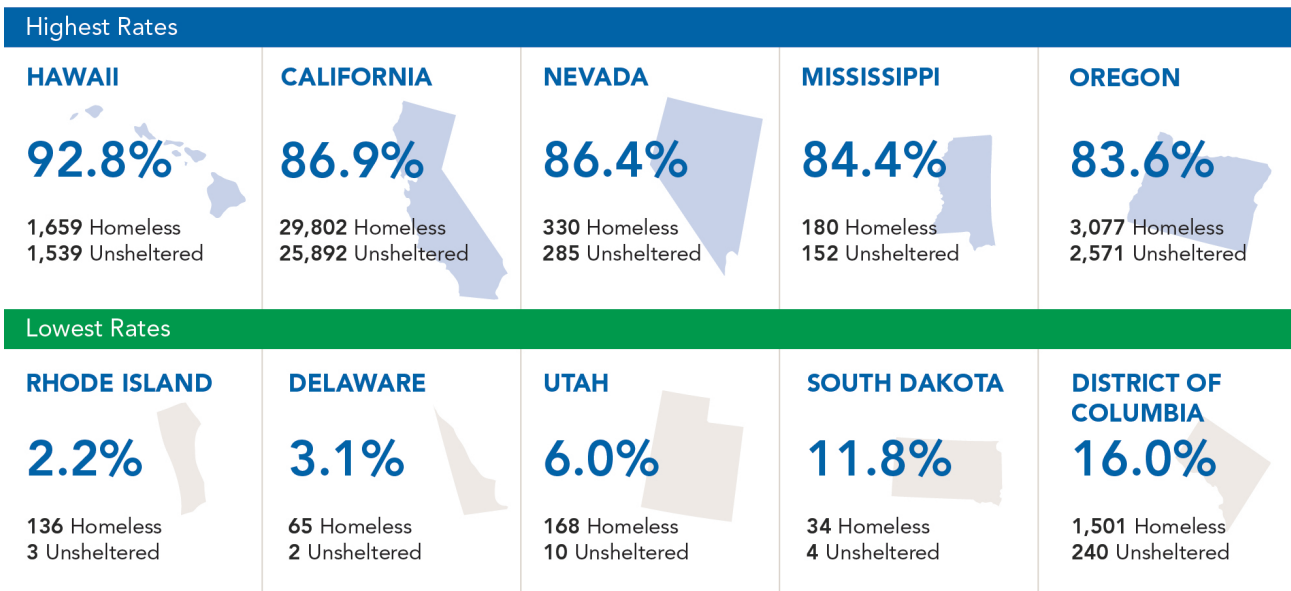 Highest Rates
HAWAII
92.8%
1,659 Homeless
1,539 Unsheltered
CALIFORNIA
86.9%
29,802 Homeless
25,892 Unsheltered
NEVADA
86.4%
330 Homeless
285 Unsheltered
MISSISSIPPI
84.4%
180 Homeless
152 Unsheltered
OREGON
83.6%
3,077 Homeless
2,571 Unsheltered
Lowest Rates
RHODE ISLAND
2.2%
136 Homeless
3 Unsheltered
DELAWARE
3.1%
65 Homeless
2 Unsheltered
UTAH
6.0%
168 Homeless
10 Unsheltered
SOUTH DAKOTA
11.8%
34 Homeless
4 Unsheltered
DISTRICT OF
COLUMBIA
16.0%
1,501 Homeless
240 Unsheltered